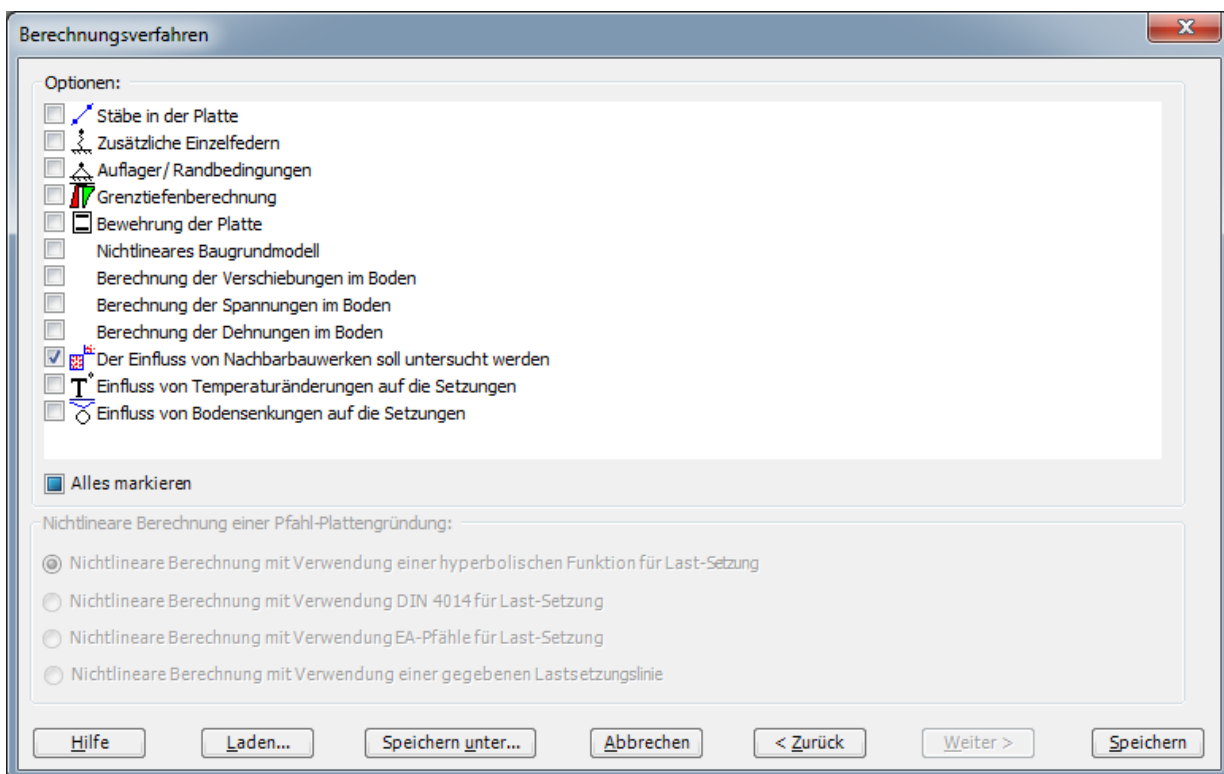 Berechnungsverfahren
Optionen:
Stäbe in der Platte
Zusätzliche Einzelfedern
Auflager/ Randbedingungen
Grenztiefenberechnung
Bewehrung der Platte
Nichtlineares Baugrundmodell
Berechnung der Verschiebungen im Boden
Berechnung der Spannungen im Boden
Berechnung der Dehnungen im Boden
Der Einfluss von Nachbarbauwerken soll untersucht werden
T° Einfluss von Temperaturänderungen auf die Setzungen
Einfluss von Bodensenkungen auf die Setzungen
Alles markieren
Nichtlineare Berechnung einer Pfahl-Plattengründung:
Nichtlineare Berechnung mit Verwendung einer hyperbolischen Funktion für Last-Setzung
Nichtlineare Berechnung mit Verwendung DIN 4014 für Last-Setzung
Nichtlineare Berechnung mit Verwendung EA-Pfähle für Last-Setzung
Nichtlineare Berechnung mit Verwendung einer gegebenen Lastsetzungslinie
Hilfe Laden... Speichern unter... Abbrechen < Zurück Weiter > Speichern